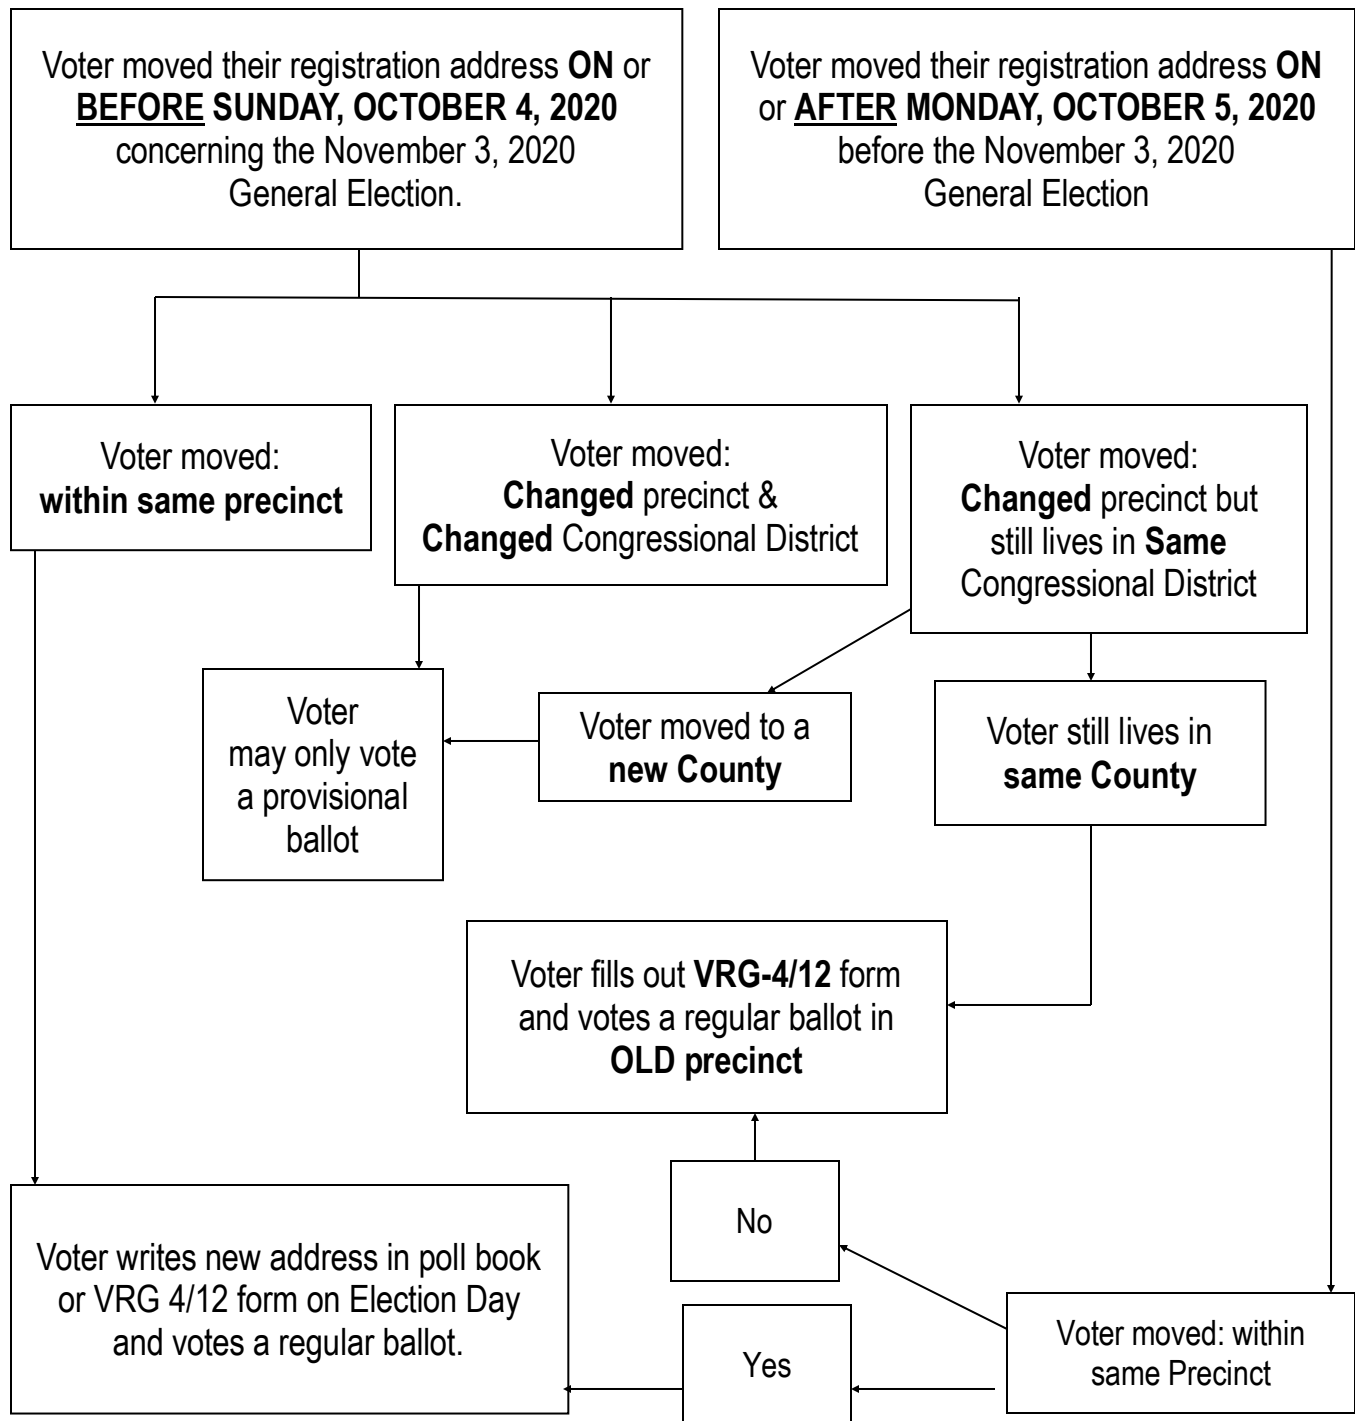 Voter moved their registration address ON or
BEFORE SUNDAY, OCTOBER 4, 2020
concerning the November 3, 2020
General Election.
Voter moved their registration address ON
or AFTER MONDAY, OCTOBER 5, 2020
before the November 3, 2020
General Election
Voter moved:
within same precinct
Voter moved:
Changed precinct &
Changed Congressional District
Voter moved:
Changed precinct but
still lives in Same
Congressional District
Voter
may only vote
a provisional
ballot
Voter moved to a
new County
Voter still lives in
same County
Voter fills out VRG-4/12 form
and votes a regular ballot in
OLD precinct
No
Voter writes new address in poll book
or VRG 4/12 form on Election Day
and votes a regular ballot.
Yes
Voter moved: within
same Precinct